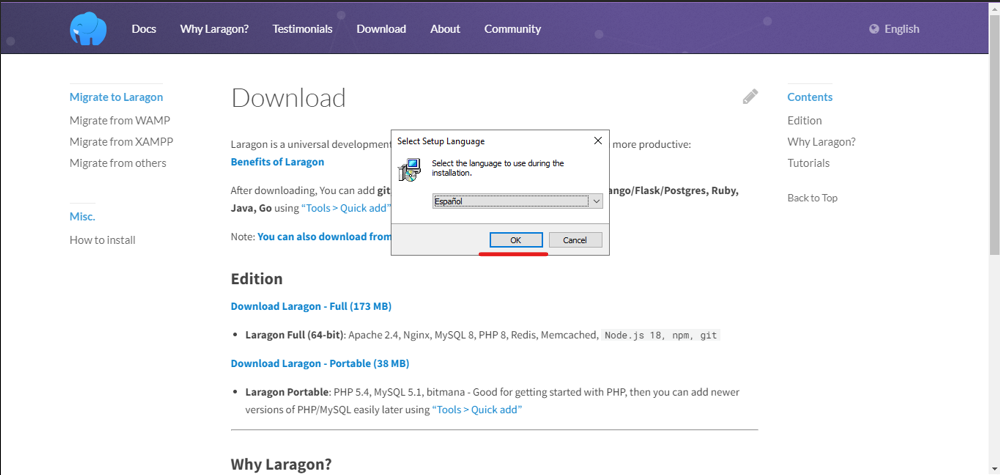 Docs Why Laragon? Testimonials Download About Community English
Migrate to Laragon
Migrate from WAMP
Migrate from XAMPP
Migrate from others
Misc.
How to install
Download
Laragon is a universal development
more productive:
Benefits of Laragon
After downloading, You can add git
ango/Flask/Postgres, Ruby,
Java, Go using “Tools > Quick add”
Note: You can also download from
Select Setup Language
Select the language to use during the
installation.
Español
OK Cancel
Edition
Download Laragon - Full (173 MB)
• Laragon Full (64-bit): Apache 2.4, Nginx, MySQL 8, PHP 8, Redis, Memcached, Node.js 18, npm, git
Download Laragon - Portable (38 MB)
• Laragon Portable: PHP 5.4, MySQL 5.1, bitmana - Good for getting started with PHP, then you can add newer
versions of PHP/MySQL easily later using “Tools > Quick add”
Why Laragon?
Contents
Edition
Why Laragon?
Tutorials
Back to Top